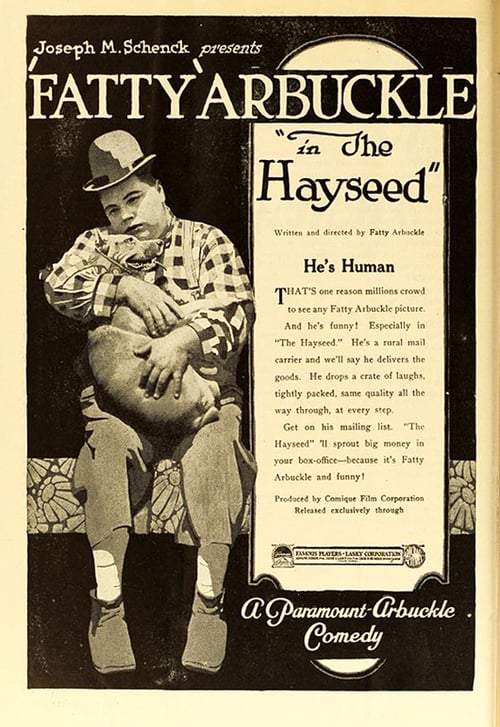 Joseph M. Schenck presents
"FATTY" ARBUCKLE
"in The
Hayseed"
Written and directed by Fatty Arbuckle
He's Human
THAT'S one reason millions crowd
to see any Fatty Arbuckle picture.
And he's funny! Especially in
"The Hayseed." He's a rural mail
carrier and we'll say he delivers the
goods. He drops a crate of laughs,
tightly packed, same quality all the
way through, at every step.
Get on his mailing list. "The
Hayseed" 'll sprout big money in
your box-office—because it's Fatty
Arbuckle and funny!
Produced by Comique Film Corporation
Released exclusively through
FAMOUS PLAYERS-LASKY CORPORATION
A Paramount-Arbuckle
Comedy